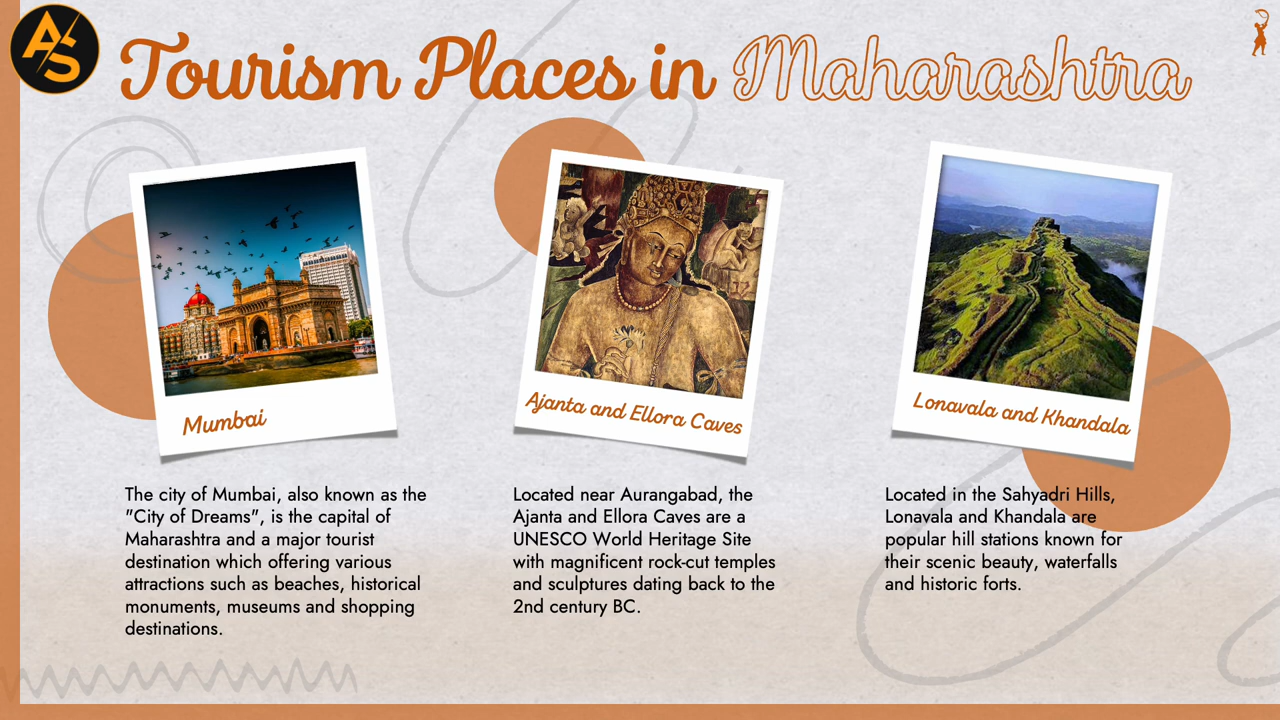 AS
Tourism Places in Maharashtra
Mumbai
Ajanta and Ellora Caves
Lonavala and Khandala
The city of Mumbai, also known as the
"City of Dreams", is the capital of
Maharashtra and a major tourist
destination which offering various
attractions such as beaches, historical
monuments, museums and shopping
destinations.
Located near Aurangabad, the
Ajanta and Ellora Caves are a
UNESCO World Heritage Site
with magnificent rock-cut temples
and sculptures dating back to the
2nd century BC.
Located in the Sahyadri Hills,
Lonavala and Khandala are
popular hill stations known for
their scenic beauty, waterfalls
and historic forts.